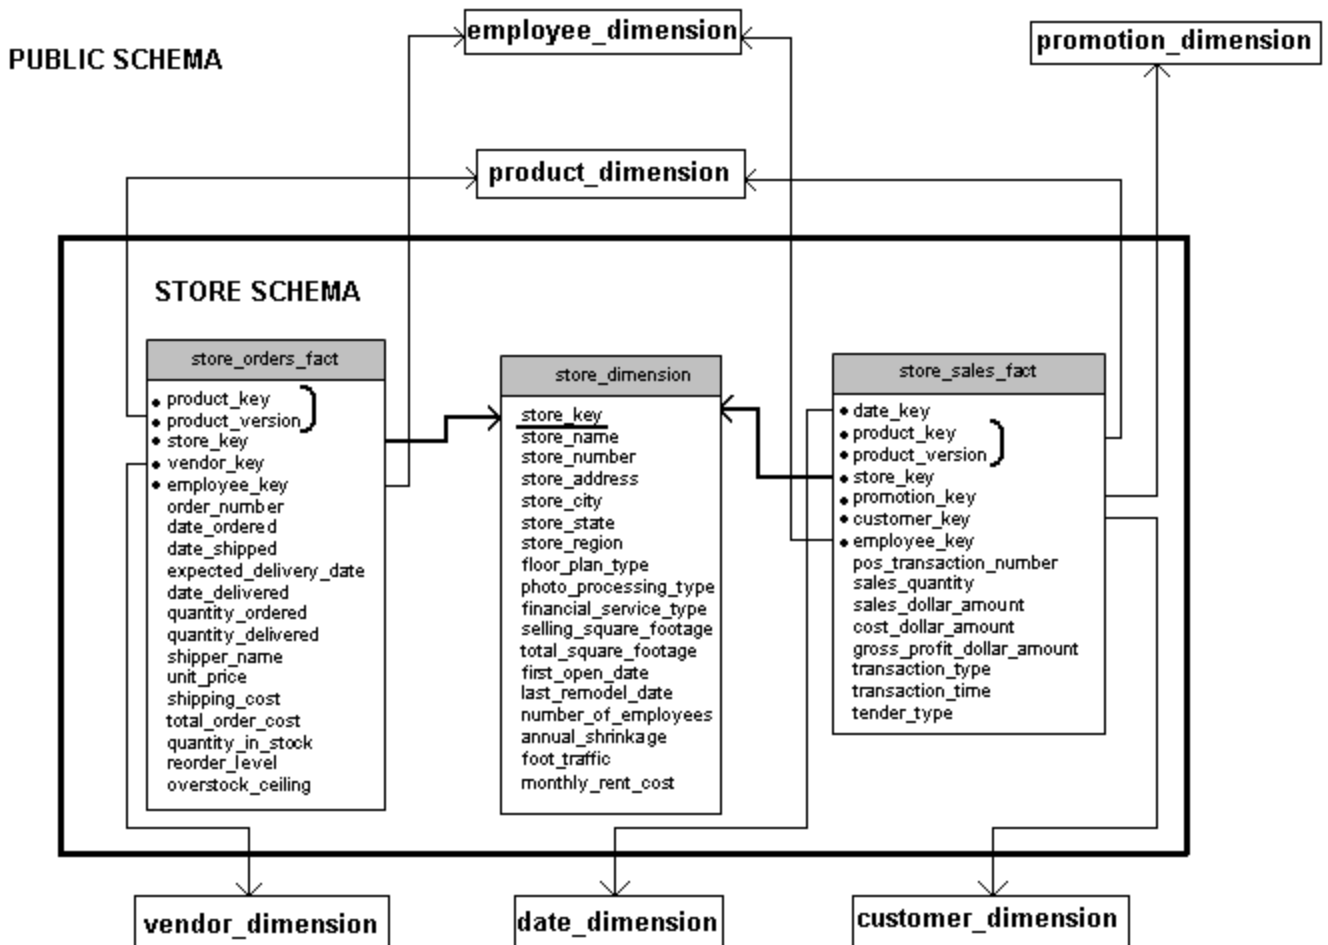 employee_dimension
promotion_dimension
PUBLIC SCHEMA
product_dimension
STORE SCHEMA
store_orders_fact
product_key
product_version
store_key
vendor_key
employee_key
order_number
date_ordered
date_shipped
expected_delivery_date
date_delivered
quantity_ordered
quantity_delivered
shipper_name
unit_price
shipping_cost
total_order_cost
quantity_in_stock
reorder_level
overstock_ceiling
store_dimension
store_key
store_name
store_number
store_address
store_city
store_state
store_region
floor_plan_type
photo_processing_type
financial_service_type
selling_square_footage
total_square_footage
first_open_date
last_remodel_date
number_of_employees
annual_shrinkage
foot_traffic
monthly_rent_cost
store_sales_fact
date_key
product_key
product_version
store_key
promotion_key
customer_key
employee_key
pos_transaction_number
sales_quantity
sales_dollar_amount
cost_dollar_amount
gross_profit_dollar_amount
transaction_type
transaction_time
tender_type
vendor_dimension
date_dimension
customer_dimension